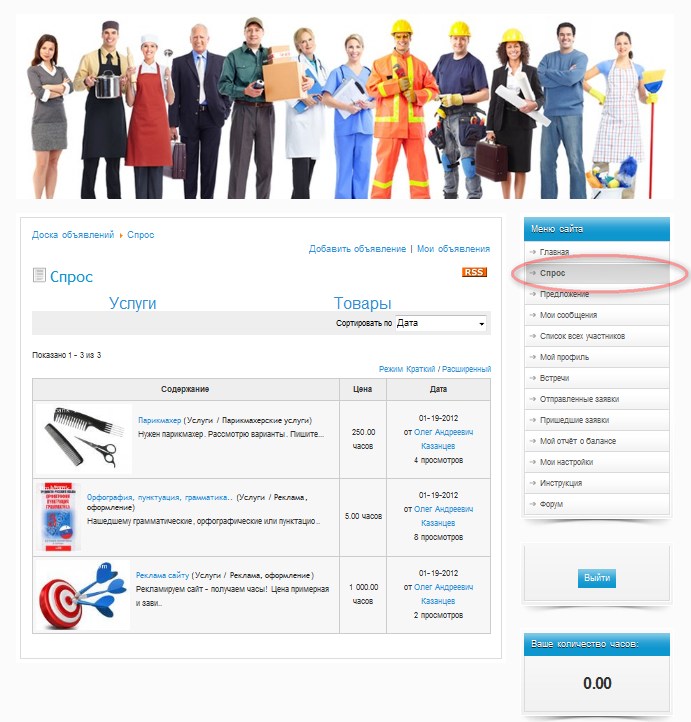 Доска объявлений Спрос
Добавить объявление | Мои объявления
Спрос
RSS
Услуги Товары
Сортировать по Дата
Показано 1 - 3 из 3
Режим Краткий / Расширенный
Содержание Цена Дата
Парикмахер (Услуги / Парикмахерские услуги)
Нужен парикмахер. Рассмотрю варианты. Пишите...
250.00
часов
01-19-2012
от Олег Андреевич
Казанцев
4 просмотров
Орфография, пунктуация, грамматика.. (Услуги / Реклама,
оформление)
Нашедшему грамматические, орфографические или пунктацио..
5.00 часов
01-19-2012
от Олег Андреевич
Казанцев
8 просмотров
Реклама сайту (Услуги / Реклама, оформление)
Рекламируем сайт - получаем часы! Цена примерная
и зави..
1 000.00
часов
01-19-2012
от Олег Андреевич
Казанцев
2 просмотров
Меню сайта
Главная
Спрос
Предложение
Мои сообщения
Список всех участников
Мой профиль
Встречи
Отправленные заявки
Пришедшие заявки
Мой отчёт о балансе
Мои настройки
Инструкция
Форум
Выйти
Ваше количество часов:
0.00